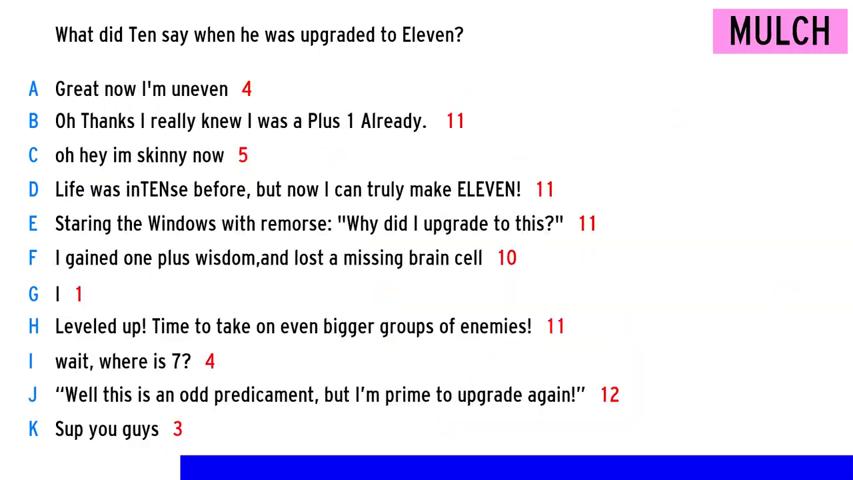 What did Ten say when he was upgraded to Eleven?
MULCH
A Great now I'm uneven 4
B Oh Thanks I really knew I was a Plus 1 Already. 11
C oh hey im skinny now 5
D Life was inTENse before, but now I can truly make ELEVEN! 11
E Staring the Windows with remorse: "Why did I upgrade to this?" 11
F I gained one plus wisdom,and lost a missing brain cell 10
G I 1
H Leveled up! Time to take on even bigger groups of enemies! 11
I wait, where is 7? 4
J “Well this is an odd predicament, but I’m prime to upgrade again!” 12
K Sup you guys 3